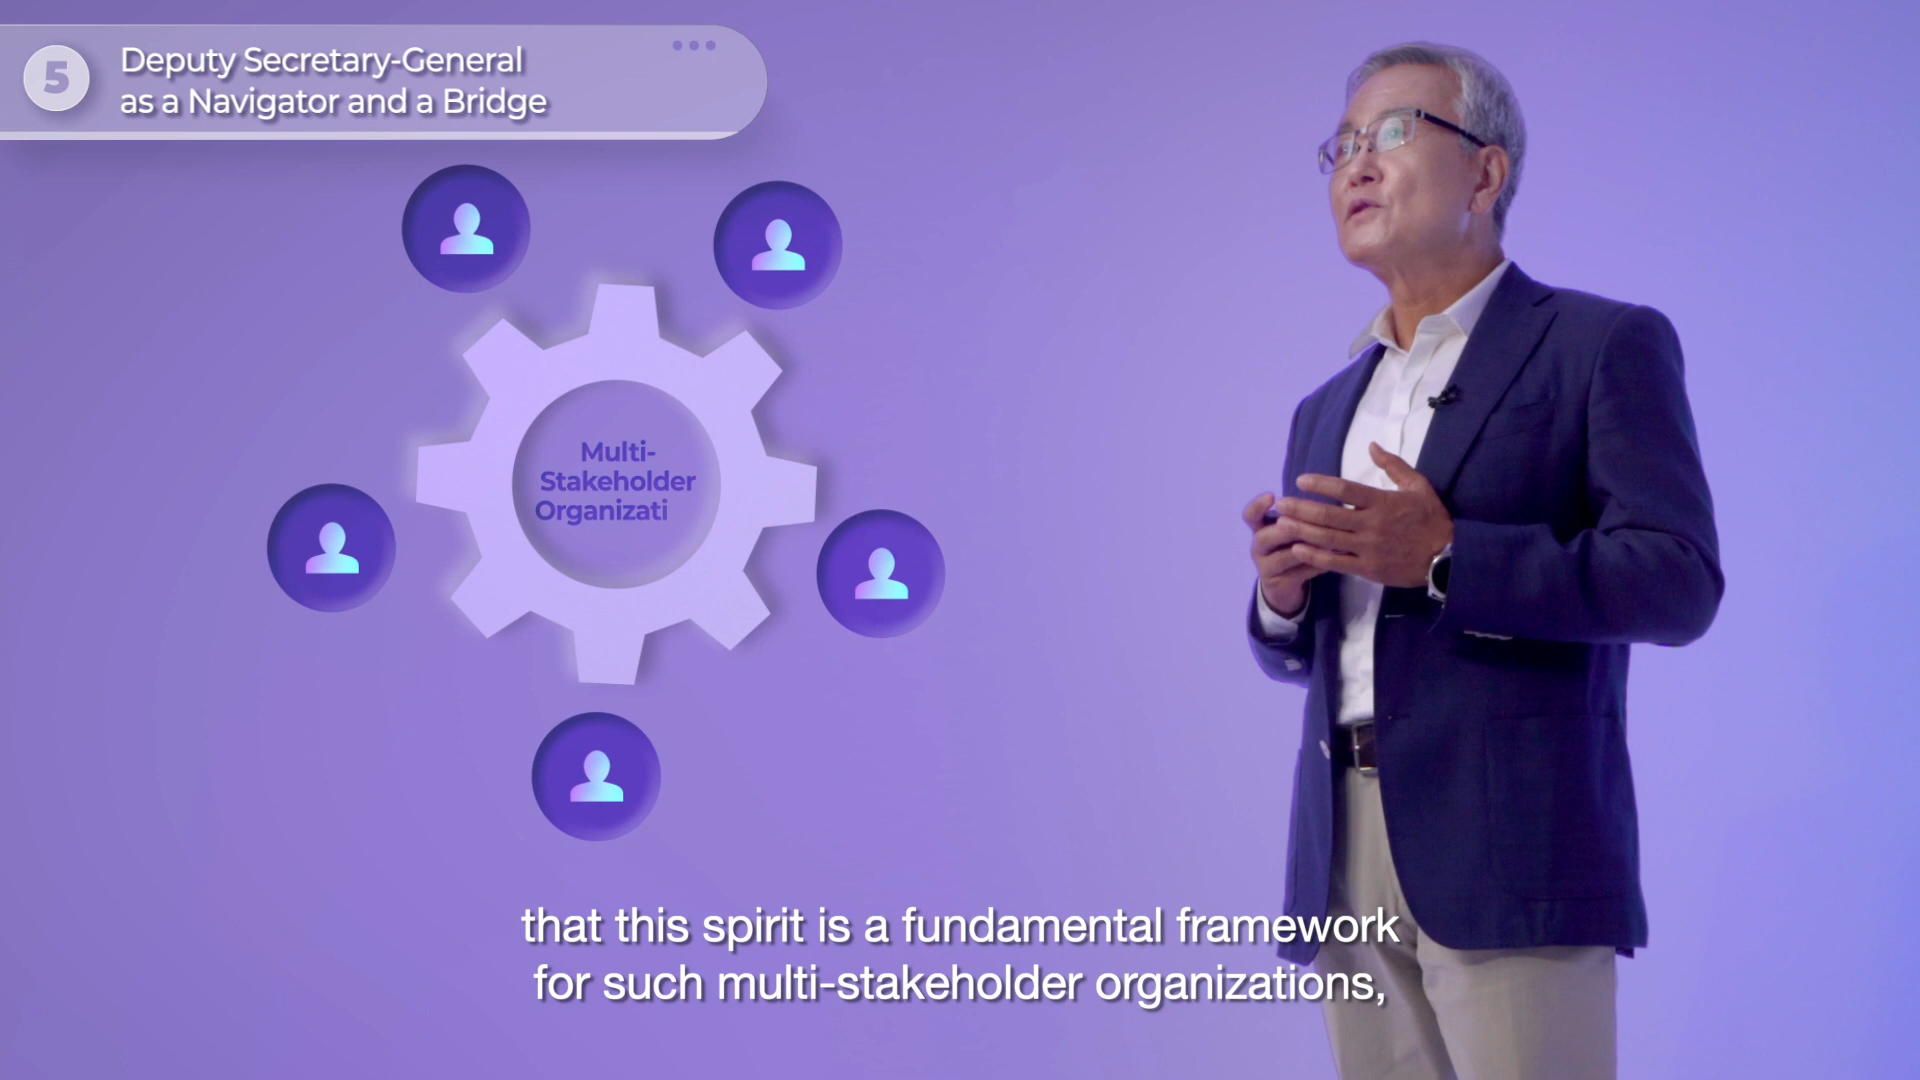 5
Deputy Secretary-General
as a Navigator and a Bridge
Multi-
Stakeholder
Organizati
that this spirit is a fundamental framework
for such multi-stakeholder organizations,